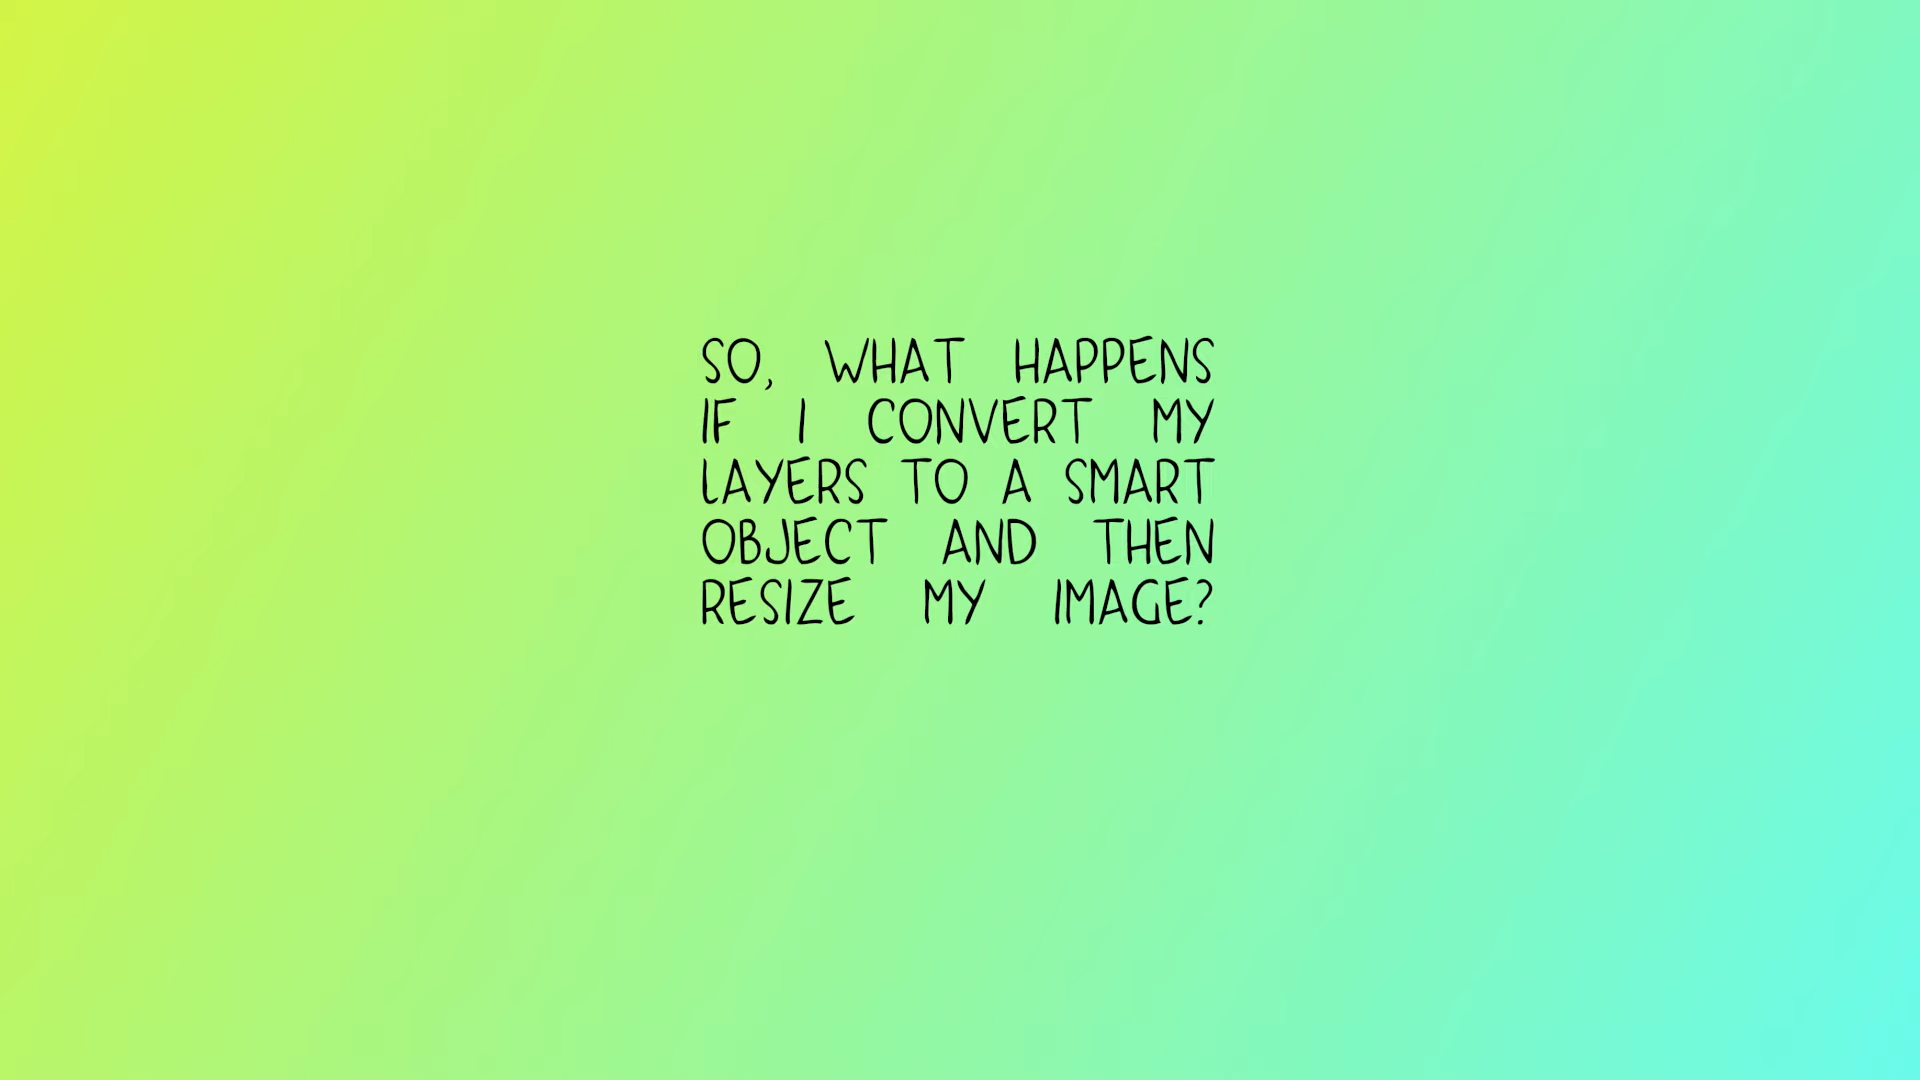 SO, WHAT HAPPENS
IF I CONVERT MY
LAYERS TO A SMART
OBJECT AND THEN
RESIZE MY IMAGE?